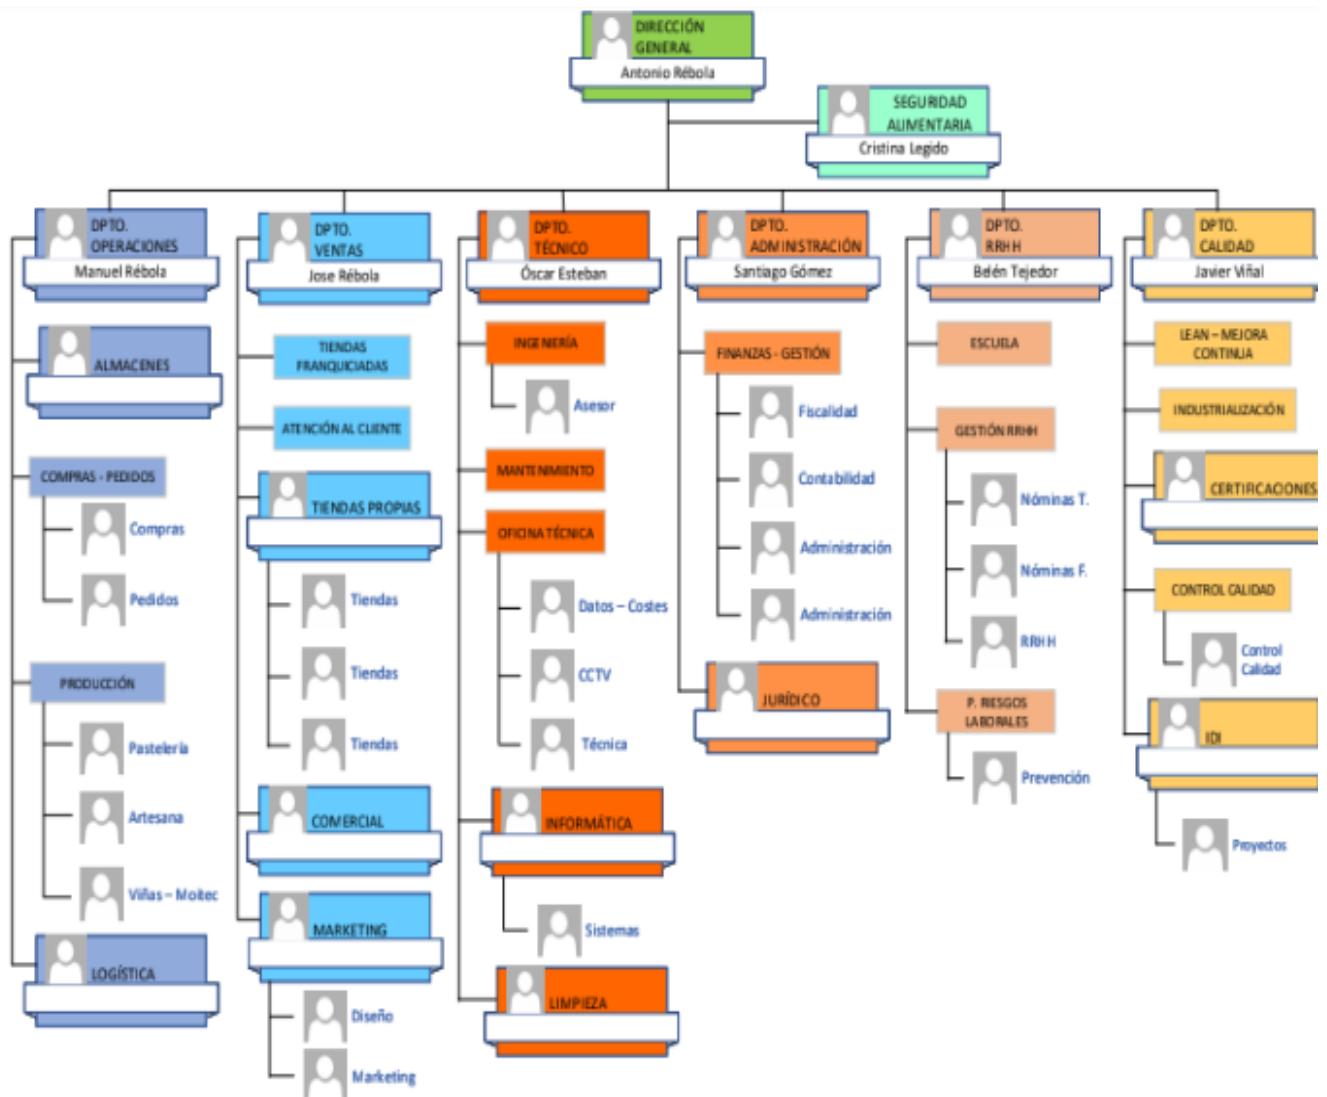 DIRECCIÓN
GENERAL
Antonio Rébola
SEGURIDAD
ALIMENTARIA
Cristina Legido
DPTO.
OPERACIONES
Manuel Rébola
ALMACENES
COMPRAS - PEDIDOS
Compras
Pedidos
PRODUCCIÓN
Pastelería
Artesana
Viñas – Moitec
LOGÍSTICA
DPTO.
VENTAS
Jose Rébola
TIENDAS
FRANQUICIADAS
ATENCIÓN AL CLIENTE
TIENDAS PROPIAS
Tiendas
Tiendas
Tiendas
COMERCIAL
MARKETING
Diseño
Marketing
DPTO.
TÉCNICO
Óscar Esteban
INGENIERÍA
Asesor
MANTENIMIENTO
OFICINA TÉCNICA
Datos – Costes
CCTV
Técnica
INFORMÁTICA
Sistemas
LIMPIEZA
DPTO.
ADMINISTRACIÓN
Santiago Gómez
FINANZAS - GESTIÓN
Fiscalidad
Contabilidad
Administración
Administración
JURÍDICO
DPTO.
RRHH
Belén Tejedor
ESCUELA
GESTIÓN RRHH
Nóminas T.
Nóminas F.
RRHH
P. RIESGOS
LABORALES
Prevención
DPTO.
CALIDAD
Javier Viñal
LEAN – MEJORA
CONTINUA
INDUSTRIALIZACIÓN
CERTIFICACIONES
CONTROL CALIDAD
Control
Calidad
IDI
Proyectos